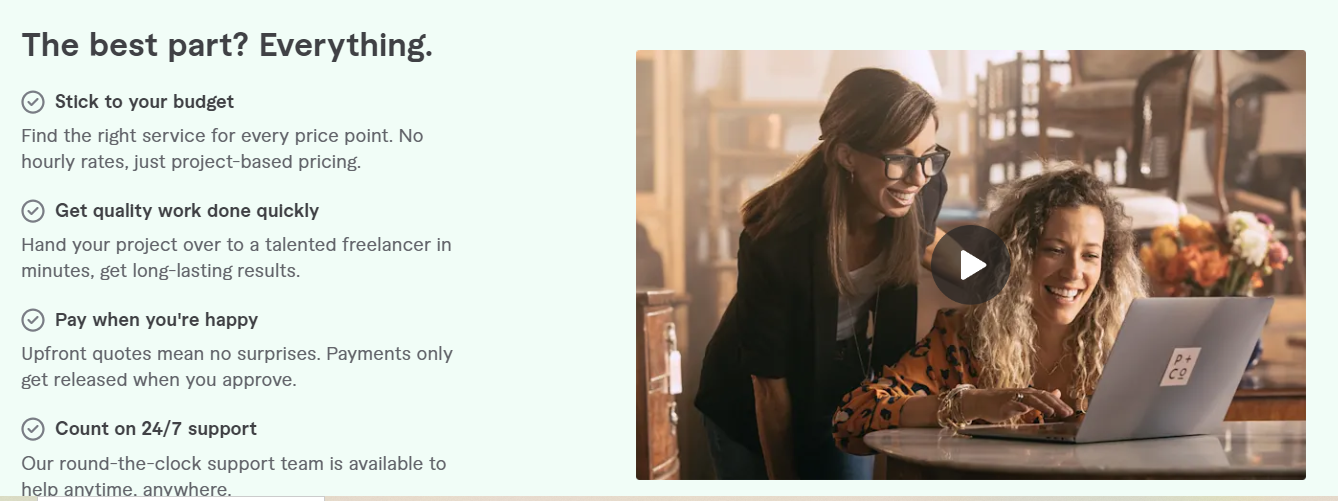 The best part? Everything.
Stick to your budget
Find the right service for every price point. No
hourly rates, just project-based pricing.
Get quality work done quickly
Hand your project over to a talented freelancer in
minutes, get long-lasting results.
Pay when you're happy
Upfront quotes mean no surprises. Payments only
get released when you approve.
Count on 24/7 support
Our round-the-clock support team is available to
help anytime, anywhere.
P+
CO